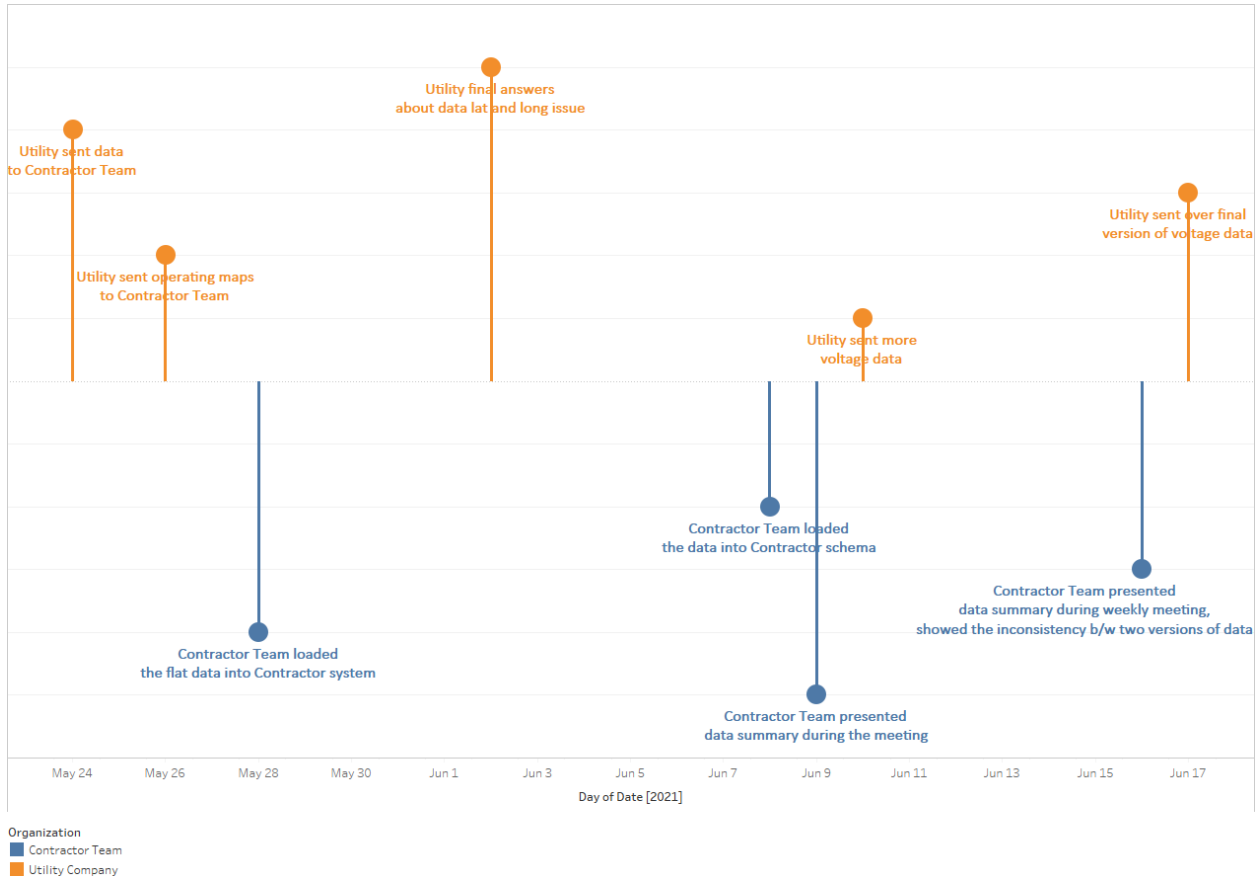 Utility final answers
about data lat and long issue
Utility sent data
to Contractor Team
Utility sent over final
version of voltage data
Utility sent operating maps
to Contractor Team
Utility sent more
voltage data
Contractor Team loaded
the data into Contractor schema
Contractor Team presented
data summary during weekly meeting,
showed the inconsistency b/w two versions of data
Contractor Team loaded
the flat data into Contractor system
Contractor Team presented
data summary during the meeting
May 24 May 26 May 28 May 30 Jun 1 Jun 3 Jun 5 Jun 7 Jun 9 Jun 11 Jun 13 Jun 15 Jun 17
Day of Date [2021]
Organization
Contractor Team
Utility Company